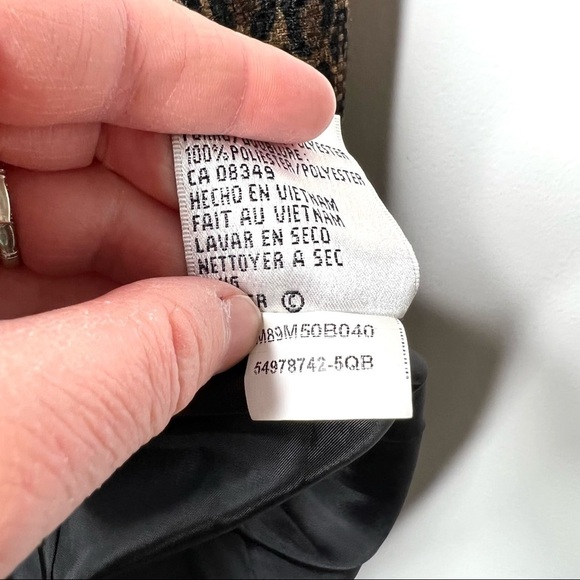 100% POLIESTER/POLYESTER
CA 08349
HECHO EN VIETNAM
FAIT AU VIETNAM
LAVAR EN SECO
NETTOYER A SEC
©
M89M50B040
54978742-5QB